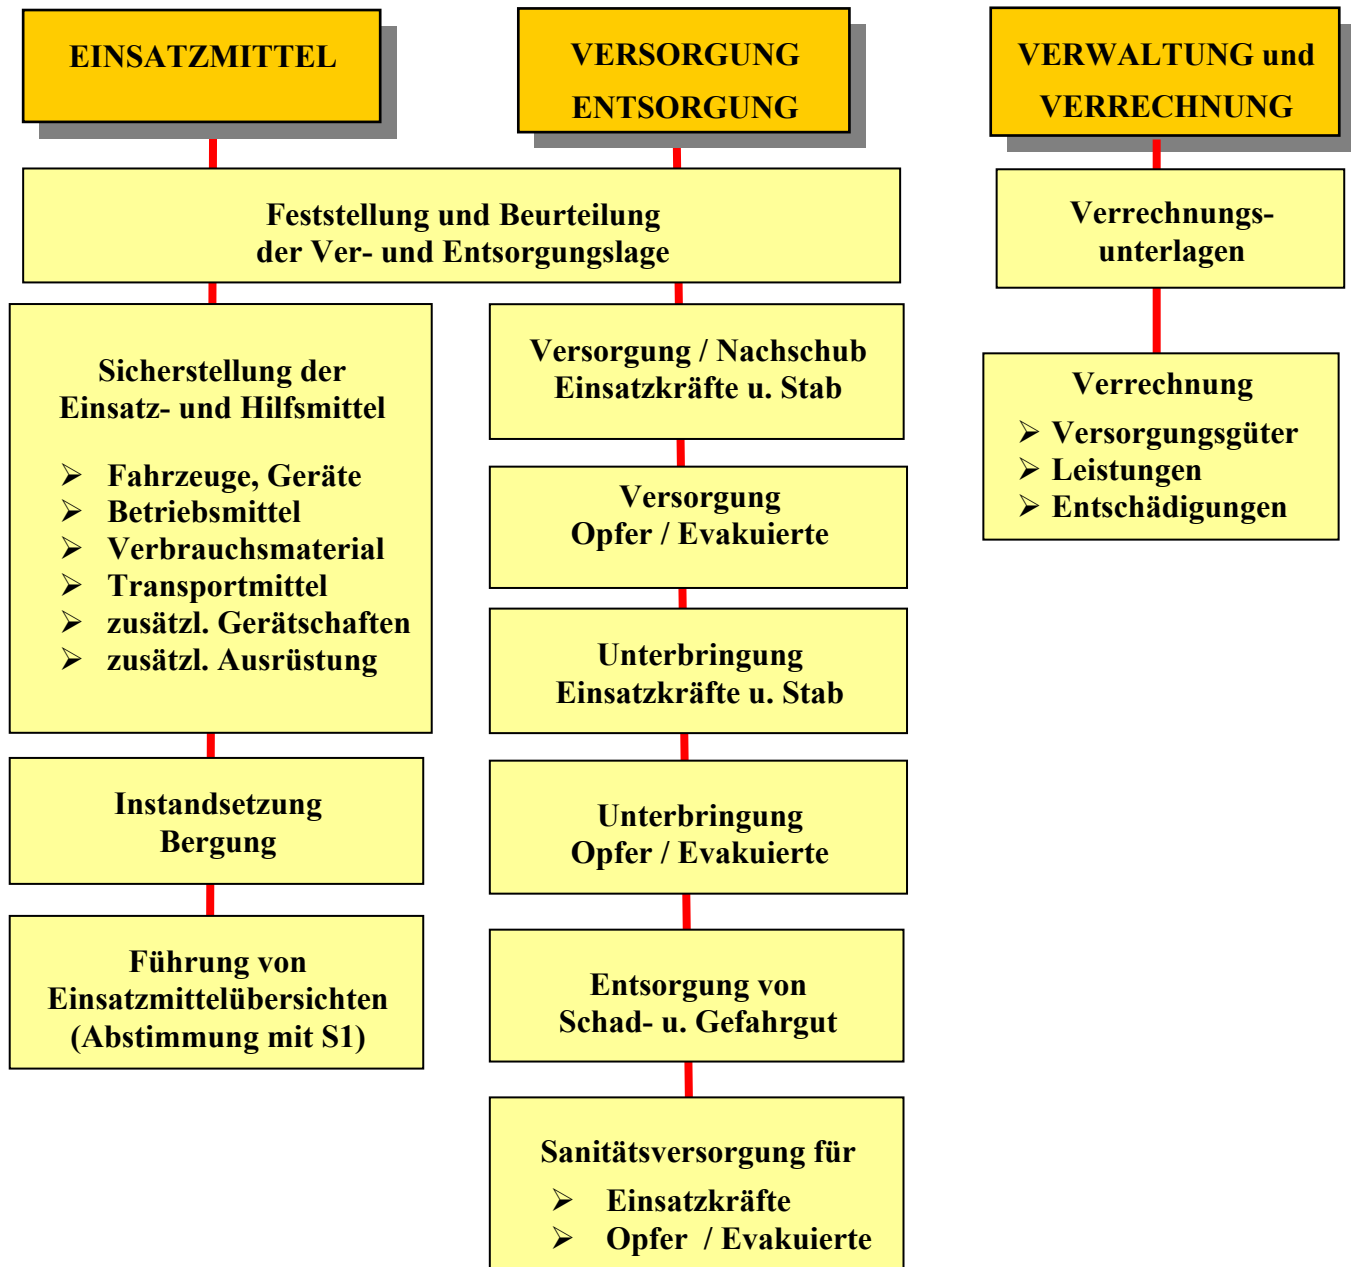 EINSATZMITTEL
VERSORGUNG
ENTSORGUNG
VERWALTUNG und
VERRECHNUNG
Feststellung und Beurteilung
der Ver- und Entsorgungslage
Sicherstellung der
Einsatz- und Hilfsmittel
➢ Fahrzeuge, Geräte
➢ Betriebsmittel
➢ Verbrauchsmaterial
➢ Transportmittel
➢ zusätzl. Gerätschaften
➢ zusätzl. Ausrüstung
Instandsetzung
Bergung
Führung von
Einsatzmittelübersichten
(Abstimmung mit S1)
Versorgung / Nachschub
Einsatzkräfte u. Stab
Versorgung
Opfer / Evakuierte
Unterbringung
Einsatzkräfte u. Stab
Unterbringung
Opfer / Evakuierte
Entsorgung von
Schad- u. Gefahrgut
Sanitätsversorgung für
➢ Einsatzkräfte
➢ Opfer / Evakuierte
Verrechnungs-
unterlagen
Verrechnung
➢ Versorgungsgüter
➢ Leistungen
➢ Entschädigungen